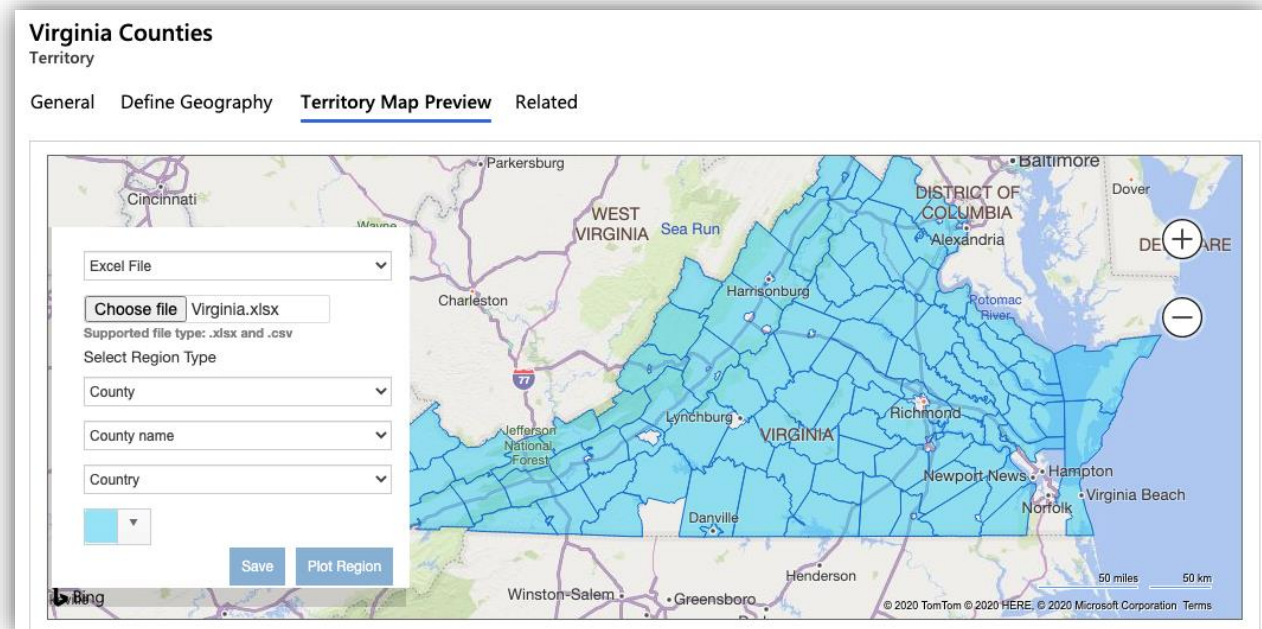 Virginia Counties
Territory
General Define Geography Territory Map Preview Related
Parkersburg
Baltimore
Cincinnati
DISTRICT OF
COLUMBIA
Dover
WEST
VIRGINIA
Sea Run
Wayne
Alexandria
DELAWARE
Excel File
Harrisonburg
Charleston
Potomac
River
Choose file Virginia.xlsx
Supported file type: .xlsx and .csv
Select Region Type
77
County
Lynchburg
Richmond
Jefferson
National
Forest
VIRGINIA
County name
Country
Newport News
Hampton
Virginia Beach
Norfolk
Danville
Save Plot Region
Henderson
50 miles 50 km
Bing
Winston-Salem
Greensboro
© 2020 TomTom © 2020 HERE, © 2020 Microsoft Corporation Terms